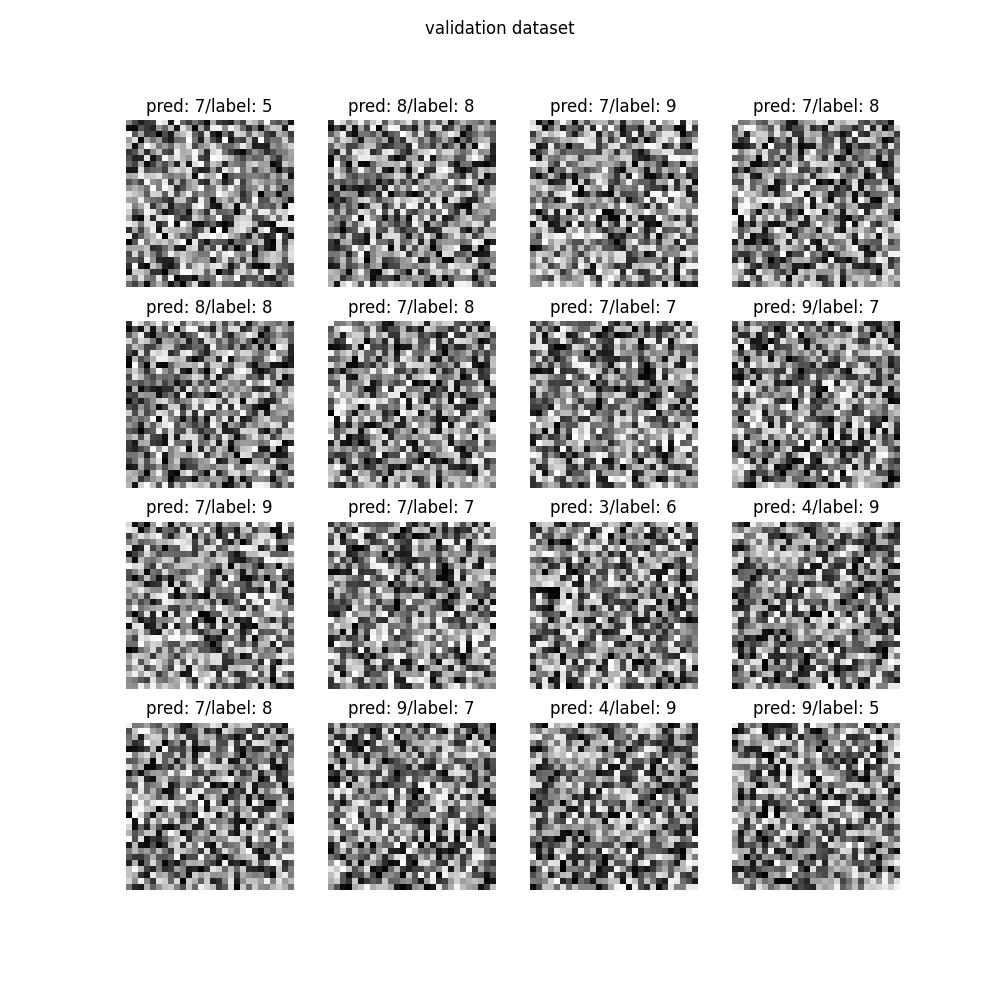 validation dataset
pred: 7/label: 5
pred: 8/label: 8
pred: 7/label: 9
pred: 7/label: 8
pred: 8/label: 8
pred: 7/label: 8
pred: 7/label: 7
pred: 9/label: 7
pred: 7/label: 9
pred: 7/label: 7
pred: 3/label: 6
pred: 4/label: 9
pred: 7/label: 8
pred: 9/label: 7
pred: 4/label: 9
pred: 9/label: 5